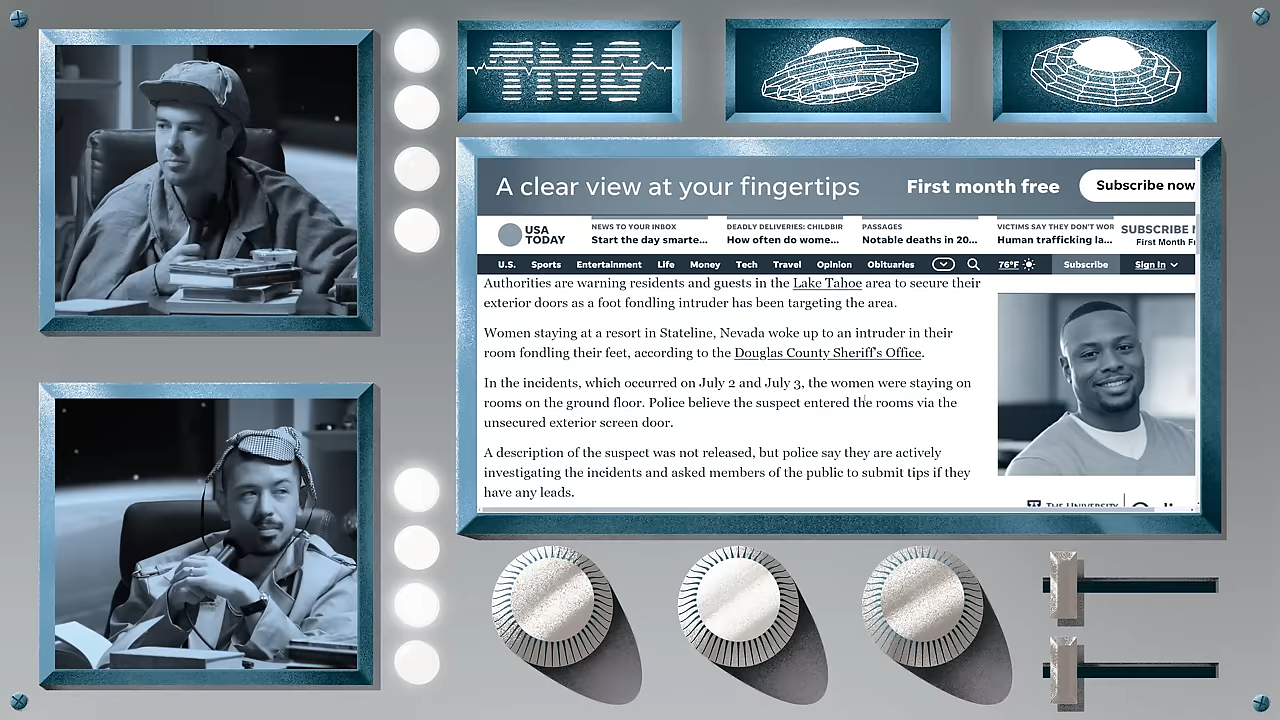 TMG
A clear view at your fingertips
First month free
Subscribe now
USA
TODAY
NEWS TO YOUR INBOX
Start the day smarte...
DEADLY DELIVERIES: CHILDBIR
How often do wome...
PASSAGES
Notable deaths in 20...
VICTIMS SAY THEY DON'T WOR
Human trafficking la...
SUBSCRIBE N
First Month Fr
U.S. Sports Entertainment Life Money Tech Travel Opinion Obituaries 76°F Subscribe Sign In
Authorities are warning residents and guests in the Lake Tahoe area to secure their
exterior doors as a foot fondling intruder has been targeting the area.
Women staying at a resort in Stateline, Nevada woke up to an intruder in their
room fondling their feet, according to the Douglas County Sheriff's Office.
In the incidents, which occurred on July 2 and July 3, the women were staying on
rooms on the ground floor. Police believe the suspect entered the rooms via the
unsecured exterior screen door.
A description of the suspect was not released, but police say they are actively
investigating the incidents and asked members of the public to submit tips if they
have any leads.
THE UNIVERSITY